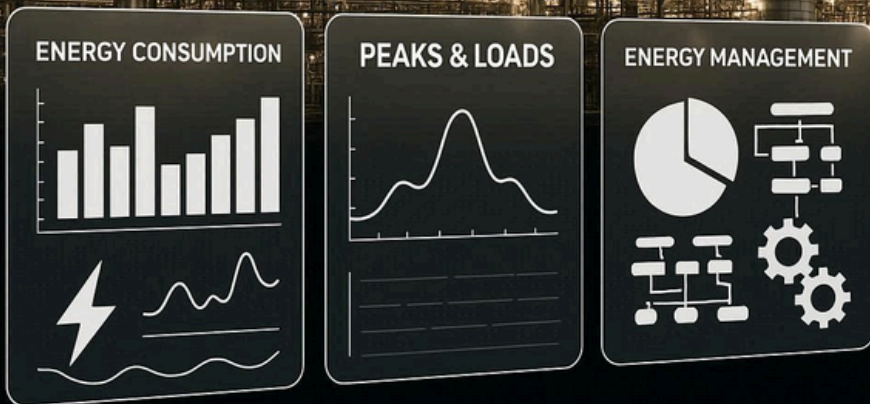 ENERGY CONSUMPTION
PEAKS & LOADS
ENERGY MANAGEMENT